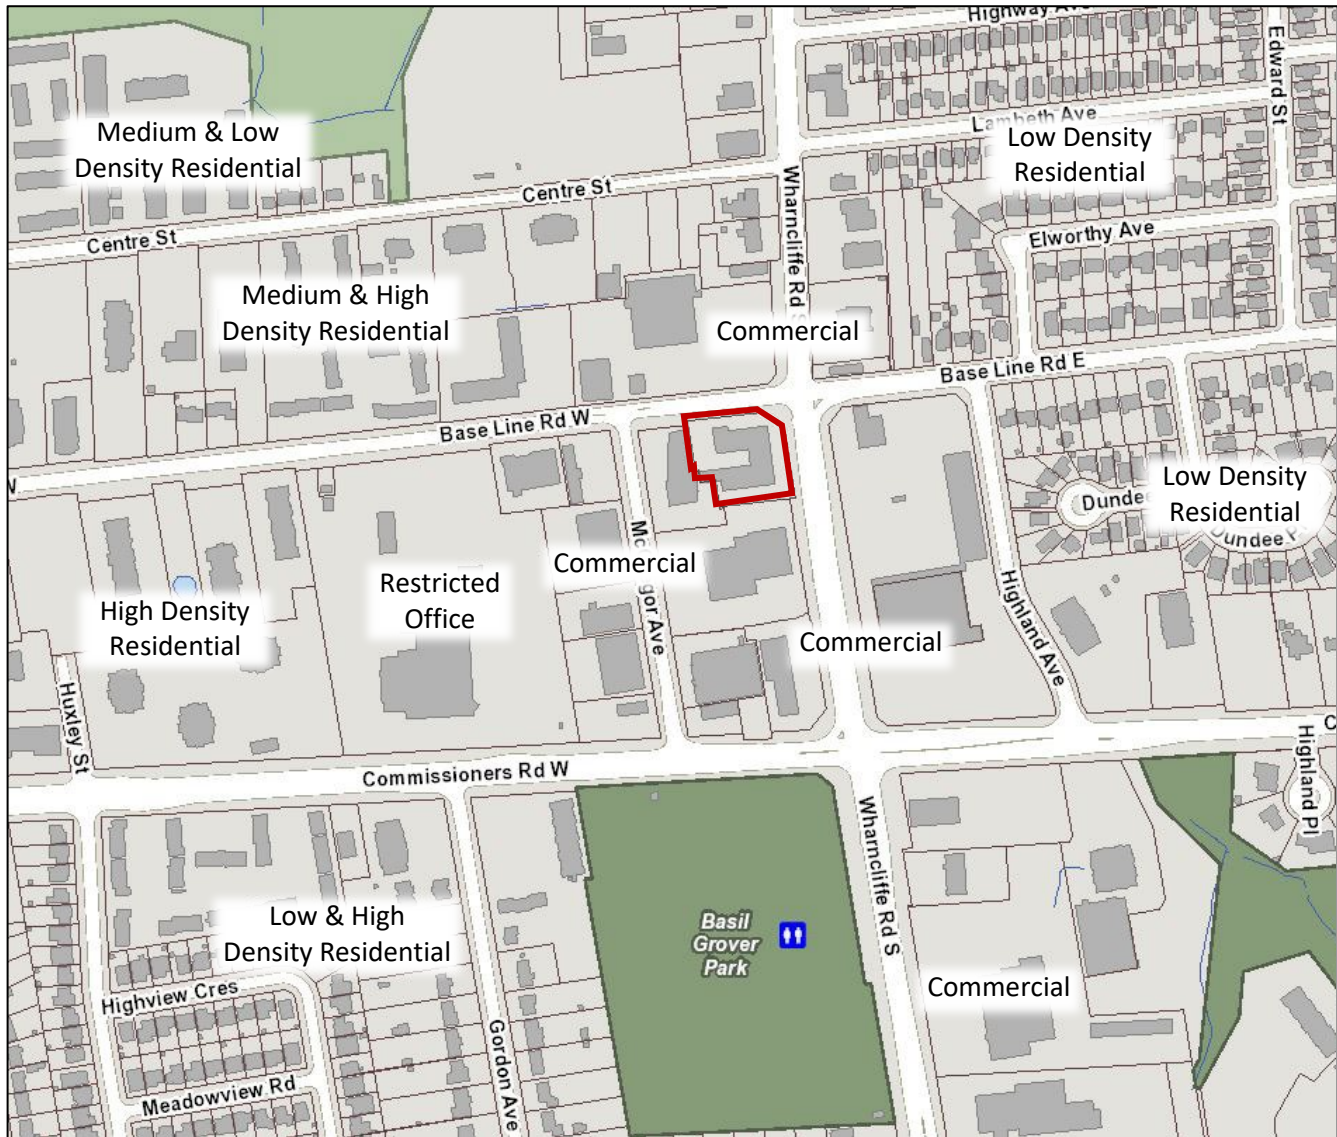 Highway Ave
Edward St
Medium & Low
Density Residential
Lambeth Ave
Low Density
Residential
Centre St
Centre St
Wharncliffe Rd S
Elworthy Ave
Medium & High
Density Residential
Commercial
Base Line Rd E
Base Line Rd W
W
Low Density
Residential
Dundee
Dundee P
Commercial
Restricted
Office
High Density
Residential
Highland Ave
Commercial
Huxley St
Commissioners Rd W
C
Highland Pl
Wharncliffe Rd S
Low & High
Density Residential
Basil
Grover
Park
Commercial
Highview Cres
Gordon Ave
Meadowview Rd